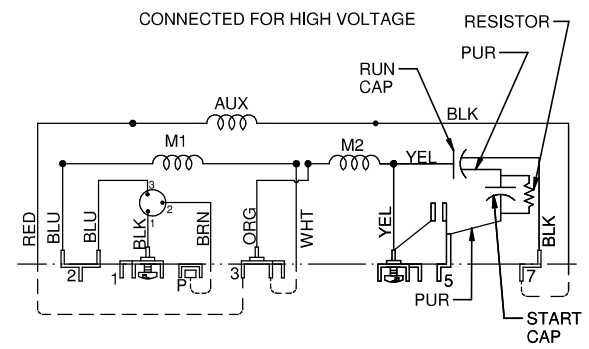 CONNECTED FOR HIGH VOLTAGE
RESISTOR
PUR
RUN
CAP
AUX
BLK
M1
M2
YEL
3
2
1
RED
BLU
BLU
BLK
BRN
ORG
WHT
YEL
BLK
2
1
P
3
5
7
PUR
START
CAP